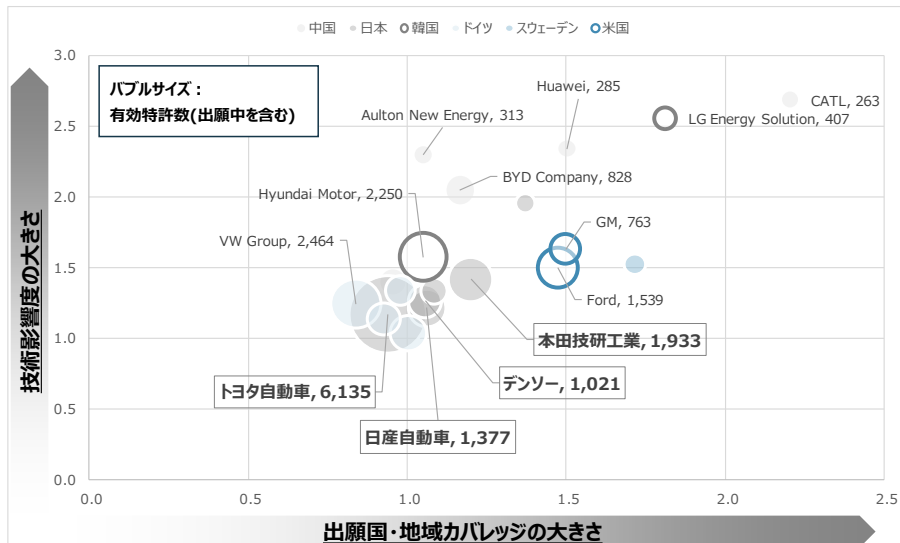 中国 日本 韓国 ドイツ スウェーデン 米国
3.0
バブルサイズ：
有効特許数(出願中を含む)
Huawei, 285
CATL, 263
2.5
Aulton New Energy, 313
LG Energy Solution, 407
BYD Company, 828
2.0
Hyundai Motor, 2,250
GM, 763
VW Group, 2,464
1.5
Ford, 1,539
1.0
本田技研工業, 1,933
デンソー, 1,021
トヨタ自動車, 6,135
0.5
日産自動車, 1,377
0.0
0.0 0.5 1.0 1.5 2.0 2.5
技術影響度の大きさ
出願国・地域カバレッジの大きさ